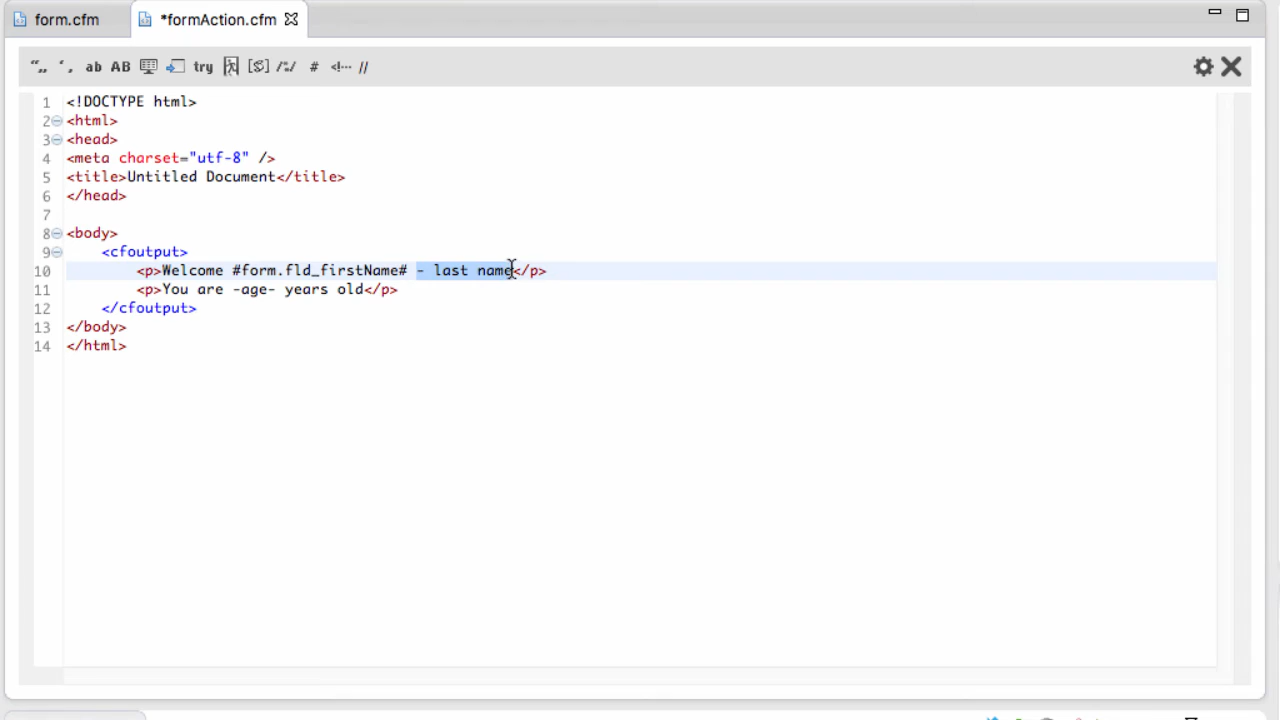 form.cfm *formAction.cfm
ab AB try # //
1 <!DOCTYPE html>
2 <html>
3 <head>
4 <meta charset="utf-8" />
5 <title>Untitled Document</title>
6 </head>
7
8 <body>
9 <cfoutput>
10 <p>Welcome #form.fld_firstName# - last name</p>
11 <p>You are -age- years old</p>
12 </cfoutput>
13 </body>
14 </html>